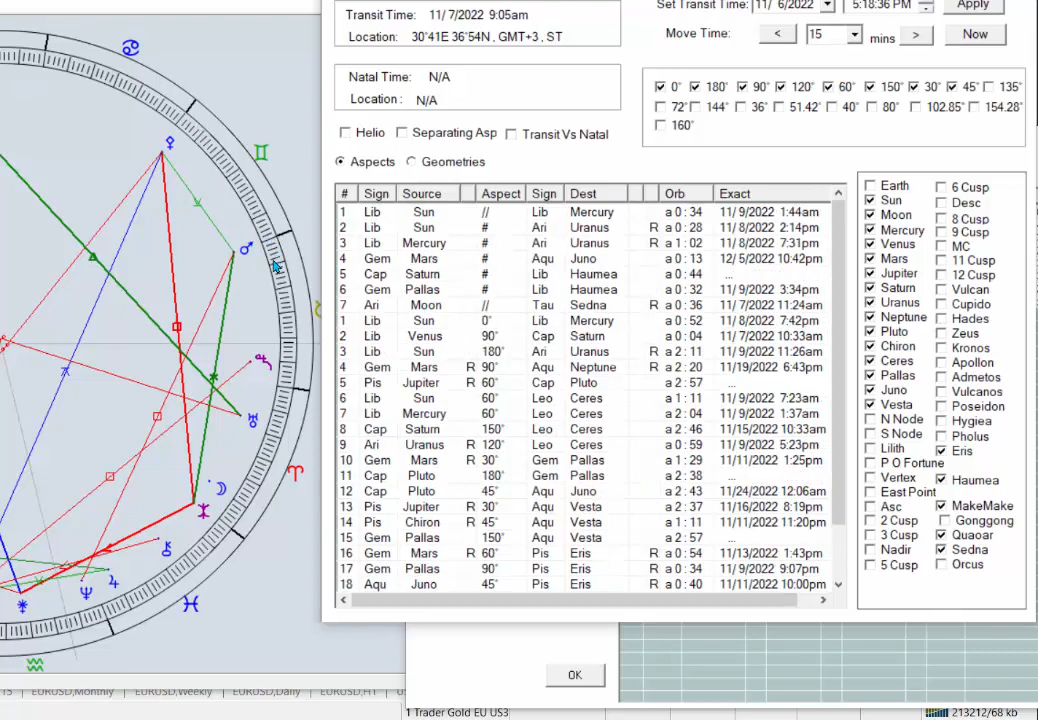 Set Transit Time: 11/ 6/2022 5:18:36 PM Apply
Transit Time: 11/ 7/2022 9:05am
Location: 30°41E 36°54N , GMT+3 , ST
Move Time: < 15 mins > Now
Natal Time: N/A
Location : N/A
0° 180° 90° 120° 60° 150° 30° 45° 135°
72° 144° 36° 51.42° 40° 80° 102.85° 154.28°
160°
Helio Separating Asp Transit Vs Natal
Aspects Geometries
# Sign Source Aspect Sign Dest Orb Exact
1 Lib Sun // Lib Mercury a 0 : 34 11/ 9/2022 1:44am
2 Lib Sun # Ari Uranus R a 0 : 28 11/8/2022 2:14pm
3 Lib Mercury # Ari Uranus R a 1 : 02 11/ 8/2022 7:31pm
4 Gem Mars # Aqu Juno a 0 : 13 12/ 5/2022 10:42pm
5 Cap Saturn # Lib Haumea a 0 : 44 ...
6 Gem Pallas # Lib Haumea a 0 : 32 11/ 9/2022 3:34pm
7 Ari Moon // Tau Sedna R a 0 : 36 11/ 7/2022 11:24am
1 Lib Sun 0° Lib Mercury a 0 : 52 11/ 8/2022 7:42pm
2 Lib Venus 90° Cap Saturn a 0 : 04 11/ 7/2022 10:33am
3 Lib Sun 180° Ari Uranus R a 2 : 11 11/ 9/2022 11:26am
4 Gem Mars R 90° Aqu Neptune R a 2 : 20 11/19/2022 6:43pm
5 Pis Jupiter R 60° Cap Pluto a 2 : 57 ...
6 Lib Sun 60° Leo Ceres a 1 : 11 11/ 9/2022 7:23am
7 Lib Mercury 60° Leo Ceres a 2 : 04 11/ 9/2022 1:37am
8 Cap Saturn 150° Leo Ceres a 2 : 46 11/15/2022 10:33am
9 Ari Uranus R 120° Leo Ceres a 0 : 59 11/ 9/2022 5:23pm
10 Gem Mars R 30° Gem Pallas a 1 : 29 11/11/2022 1:25pm
11 Cap Pluto 180° Gem Pallas a 2 : 38 ...
12 Cap Pluto 45° Aqu Juno a 2 : 43 11/24/2022 12:06am
13 Pis Jupiter R 30° Aqu Vesta a 2 : 37 11/16/2022 8:19pm
14 Pis Chiron R 45° Aqu Vesta a 1 : 11 11/14/2022 11:20pm
15 Gem Pallas 150° Aqu Vesta a 2 : 57 ...
16 Gem Mars R 60° Pis Eris R a 0 : 54 11/13/2022 1:43pm
17 Gem Pallas 90° Pis Eris R a 0 : 34 11/ 9/2022 9:07pm
18 Aqu Juno 45° Pis Eris R a 0 : 40 11/11/2022 10:00pm
Earth
Sun
Moon
Mercury
Venus
Mars
Jupiter
Saturn
Uranus
Neptune
Pluto
Chiron
Ceres
Pallas
Juno
Vesta
N Node
S Node
Lilith
P O Fortune
Vertex
East Point
Asc
2 Cusp
3 Cusp
Nadir
5 Cusp
6 Cusp
Desc
8 Cusp
9 Cusp
MC
11 Cusp
12 Cusp
Vulcan
Cupido
Hades
Zeus
Kronos
Apollon
Admetos
Vulcanos
Poseidon
Hygiea
Pholus
Eris
Haumea
MakeMake
Gonggong
Quaoar
Sedna
Orcus
OK
EURUSD,Monthly EURUSD,Weekly EURUSD,Daily EURUSD,H1
1 Trader Gold EU US3 213212/68 kb